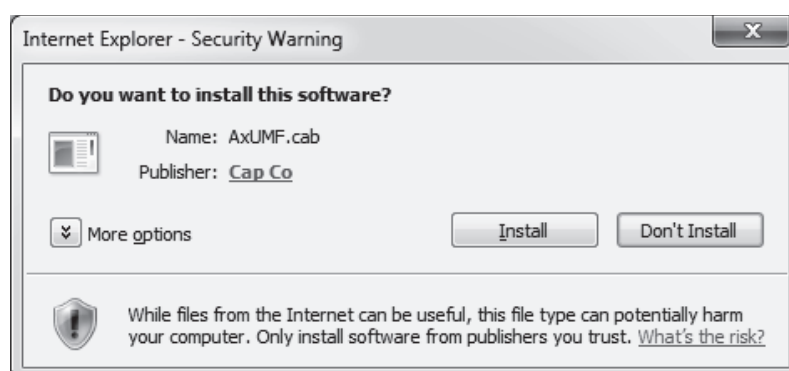 Internet Explorer - Security Warning
Do you want to install this software?
Name: AxUMF.cab
Publisher: Cap Co
More options
Install
Don't Install
While files from the Internet can be useful, this file type can potentially harm
your computer. Only install software from publishers you trust. What's the risk?